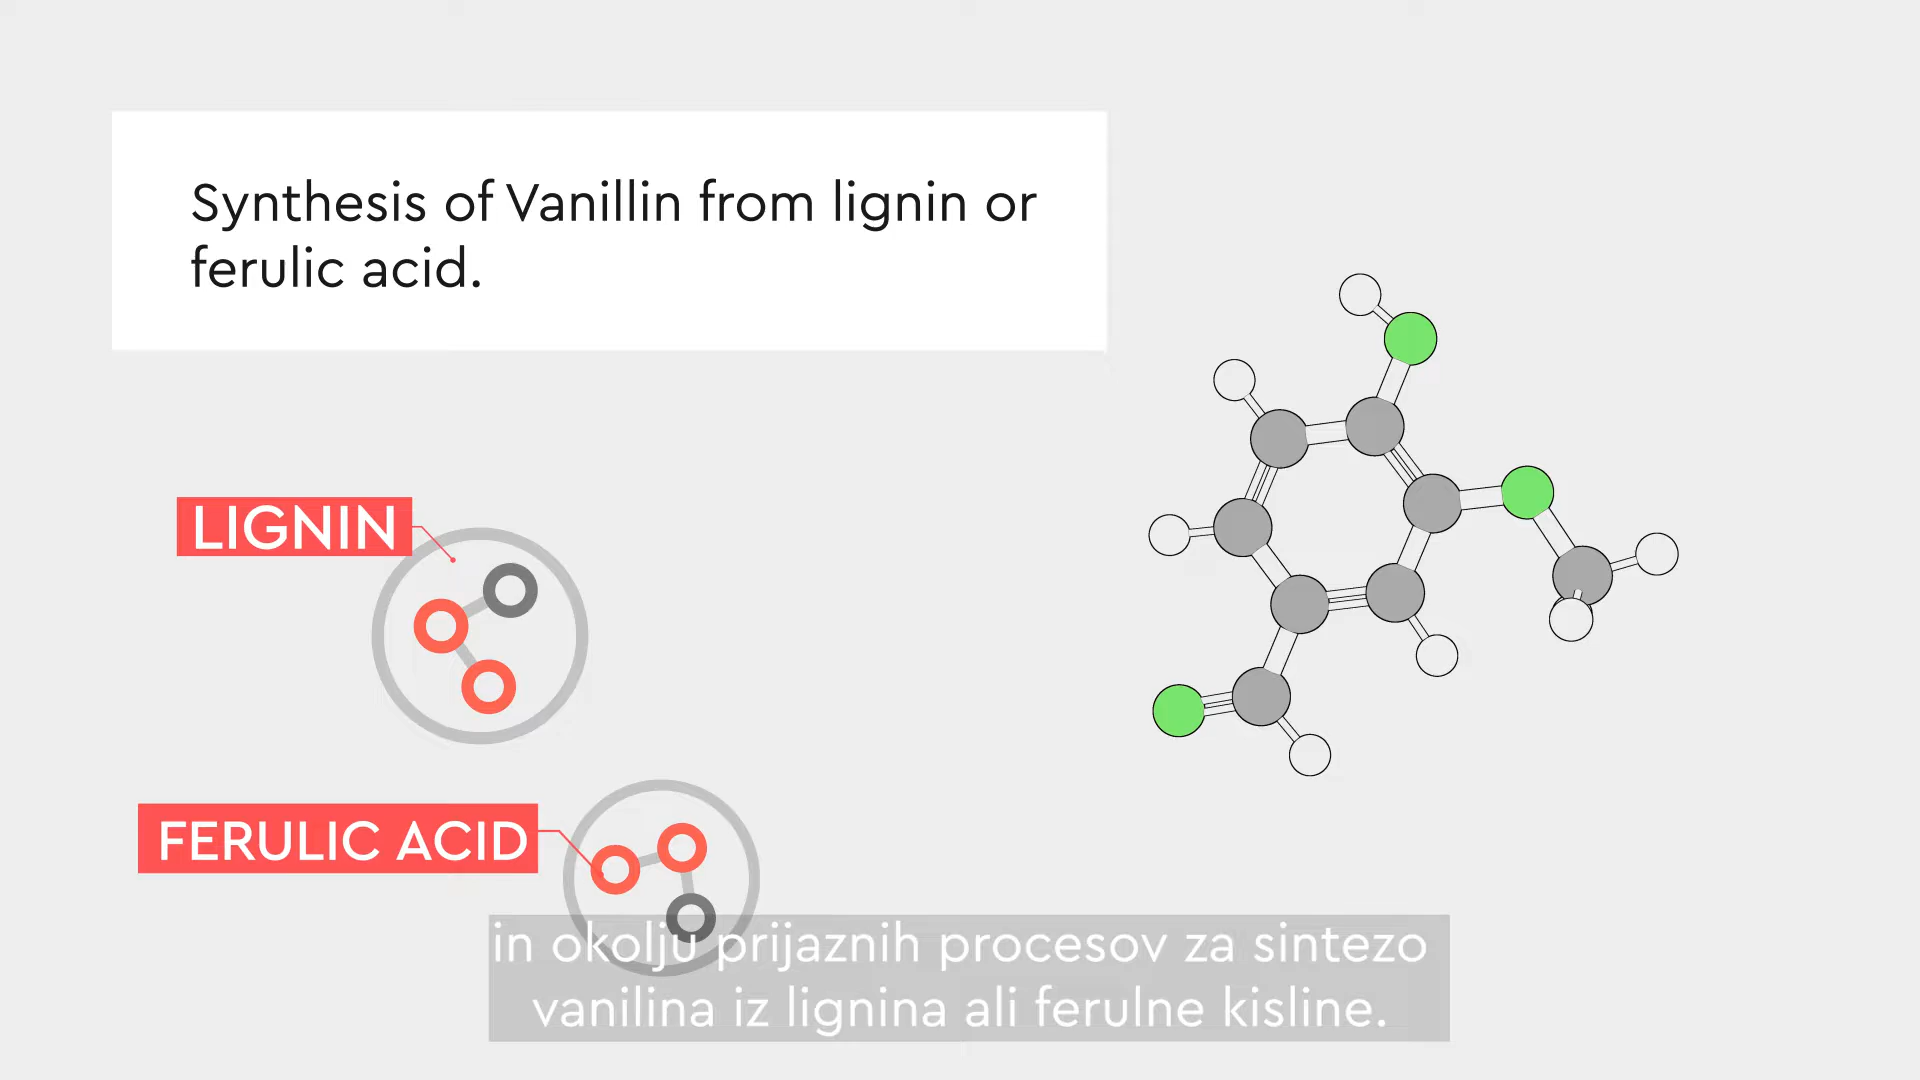 Synthesis of Vanillin from lignin or
ferulic acid.
LIGNIN
FERULIC ACID
in okolju prijaznih procesov za sintezo
vanilina iz lignina ali ferulne kisline.